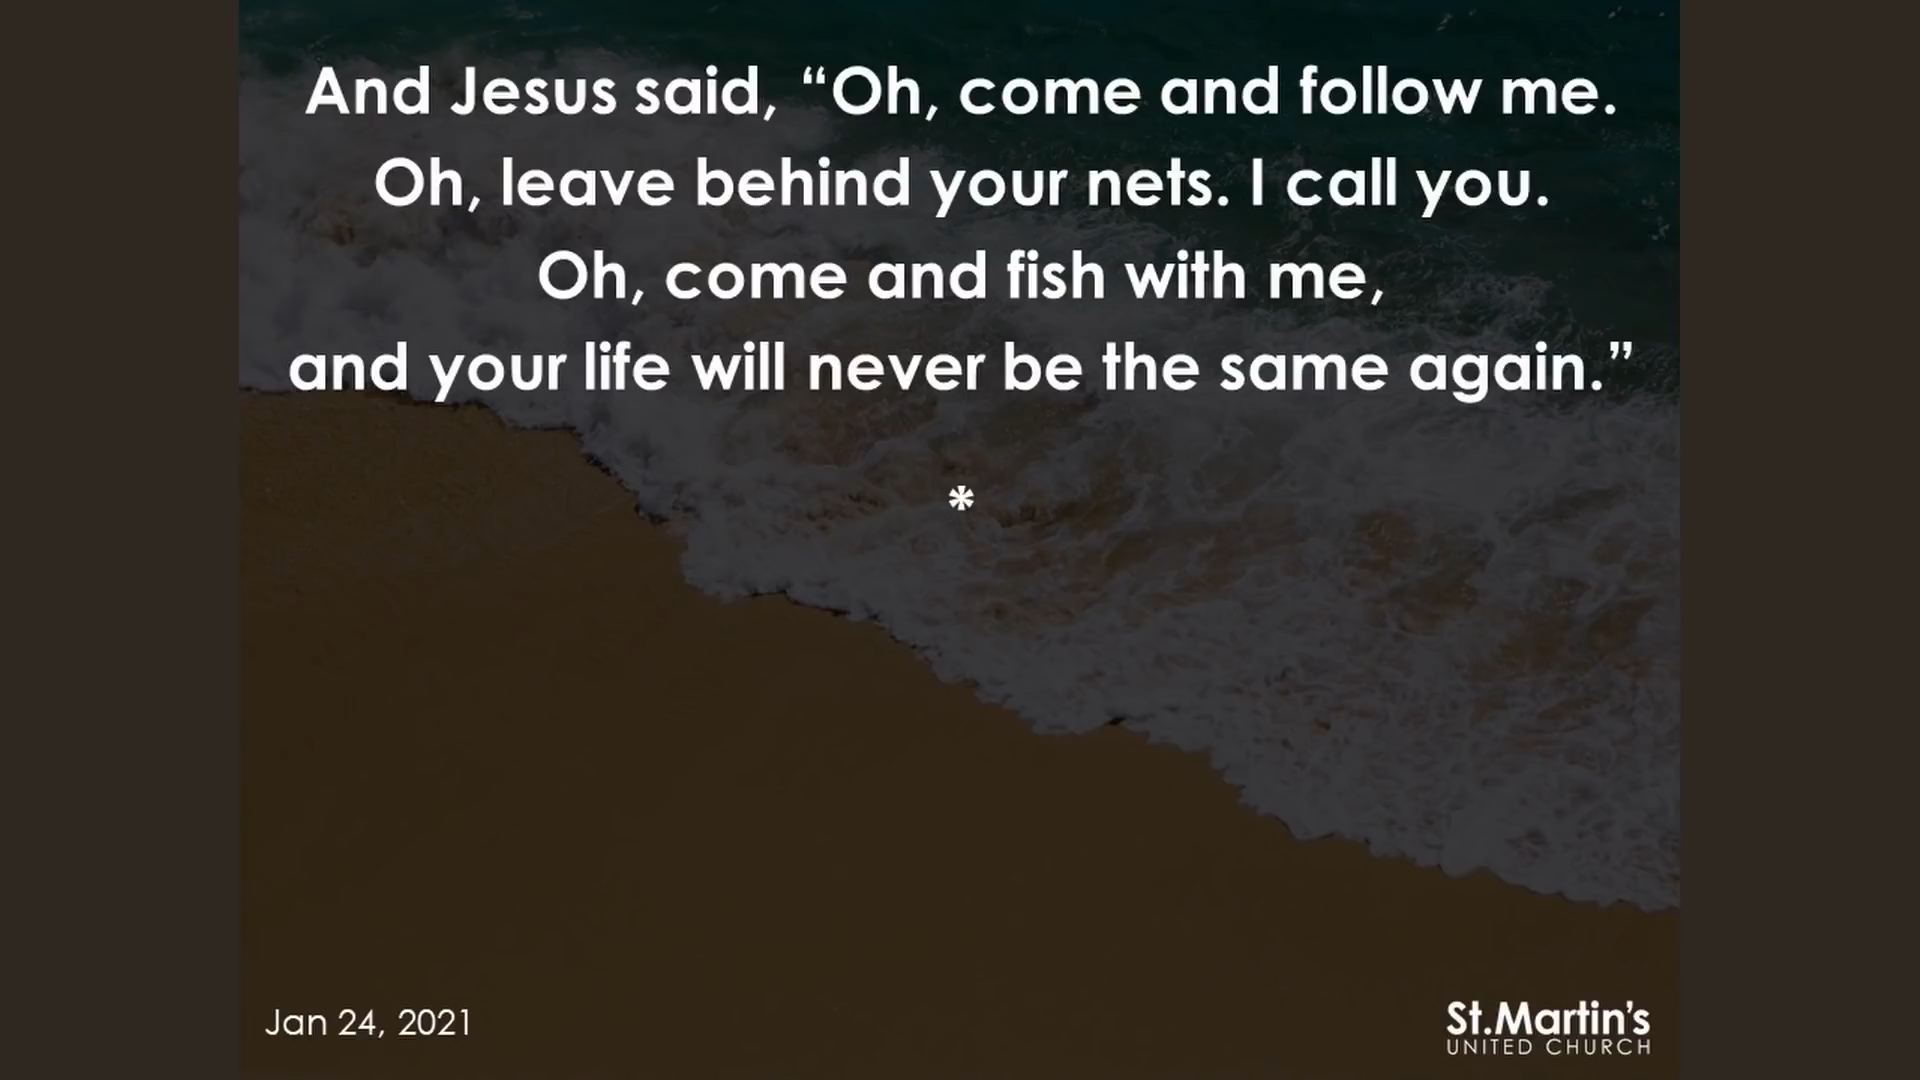 And Jesus said, “Oh, come and follow me.
Oh, leave behind your nets. I call you.
Oh, come and fish with me,
and your life will never be the same again.”
*
Jan 24, 2021
St.Martin’s
UNITED CHURCH